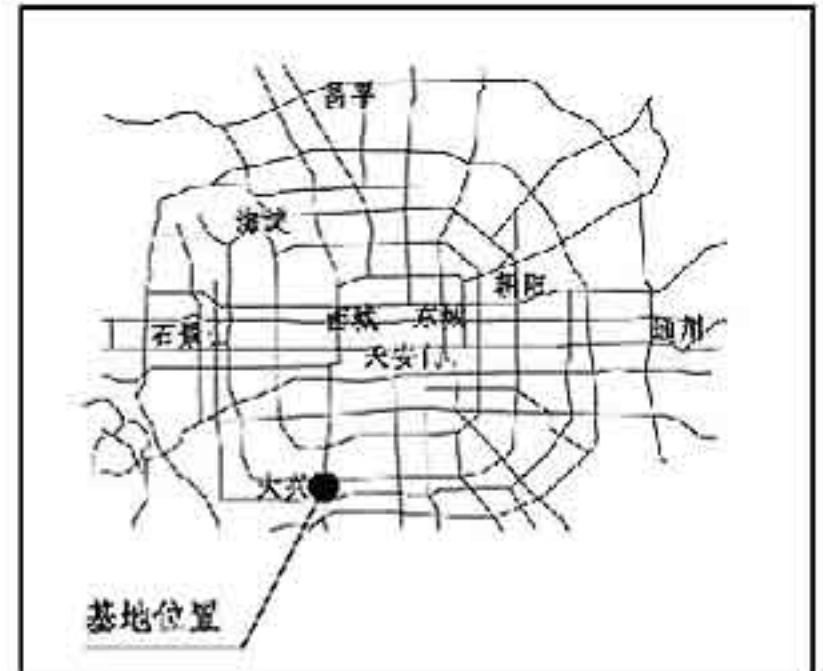 昌平
海淀
朝阳
西城 东城
石景山
通州
天安门
大兴
基地位置